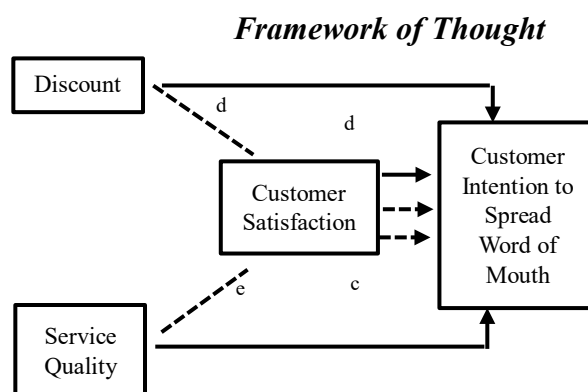 Framework of Thought
Discount
d
d
Customer
Satisfaction
Customer
Intention to
Spread
Word of
Mouth
e
c
Service
Quality